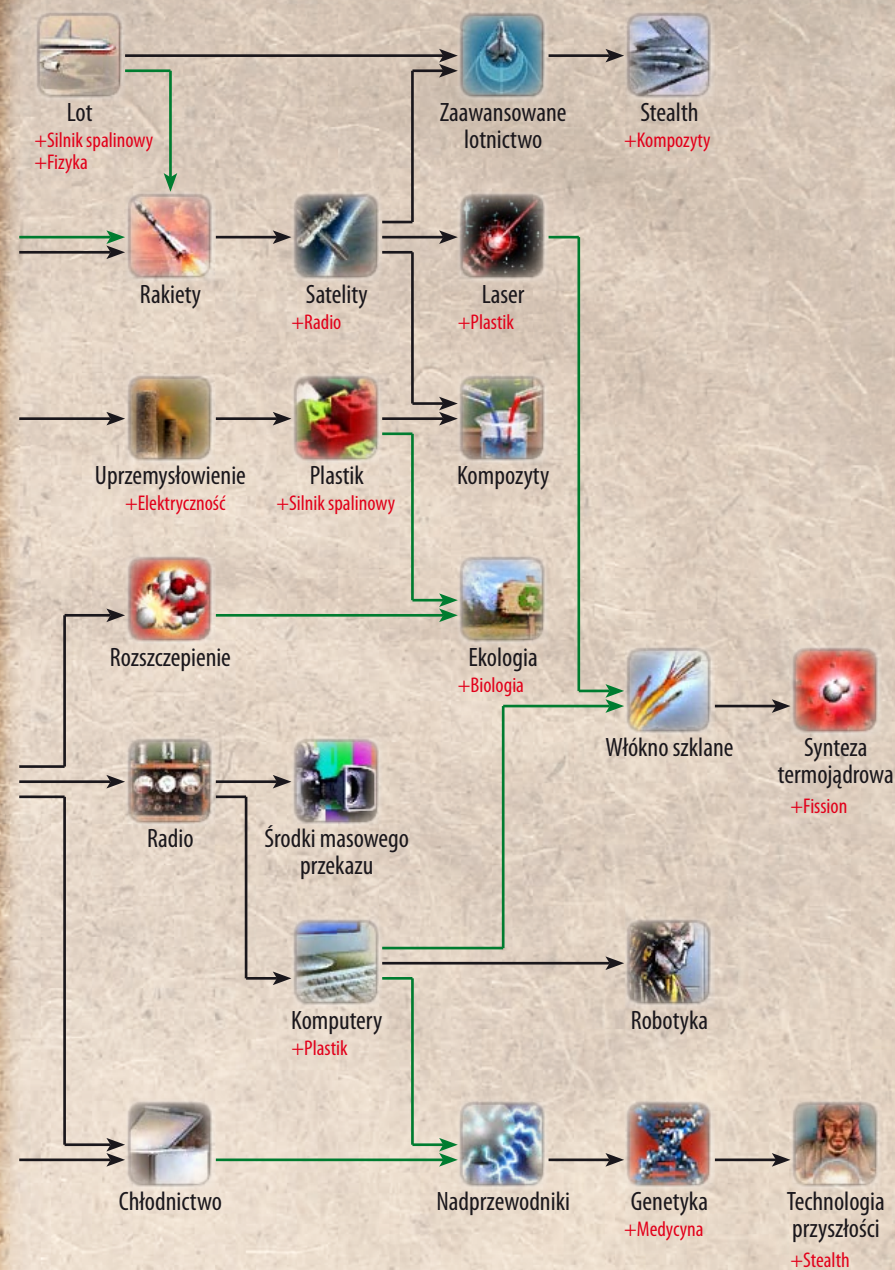 Lot
+Silnik spalinowy
+Fizyka
Zaawansowane
lotnictwo
Stealth
+Kompozyty
Rakiety
Satelity
+Radio
Laser
+Plastik
Uprzemysłowienie
+Elektryczność
Plastik
+Silnik spalinowy
Kompozyty
Rozszczepienie
Ekologia
+Biologia
Włókno szklane
Synteza
termojądrowa
+Fission
Radio
Środki masowego
przekazu
Komputery
+Plastik
Robotyka
Chłodnictwo
Nadprzewodniki
Genetyka
+Medycyna
Technologia
przyszłości
+Stealth